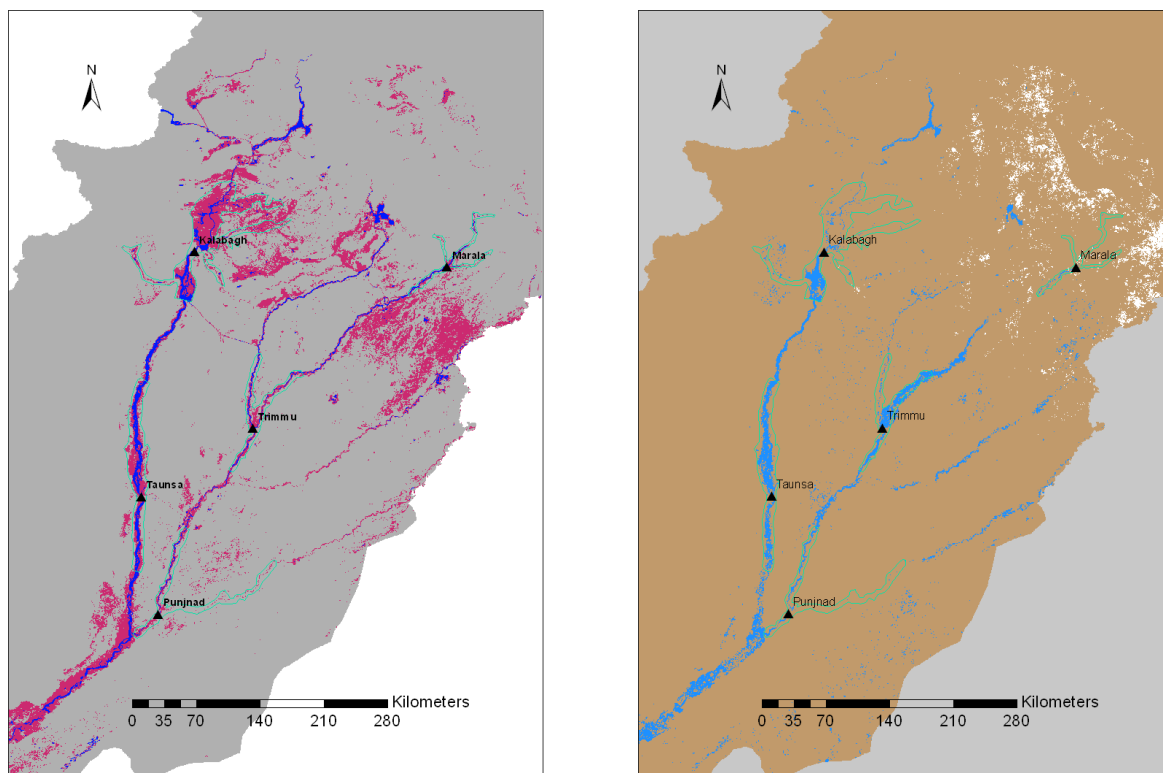 N
Kalabagh
Marala
Trimmu
Taunsa
Punjnad
Kilometers
0 35 70 140 210 280
N
Kalabagh
Marala
Trimmu
Taunsa
Punjnad
Kilometers
0 35 70 140 210 280